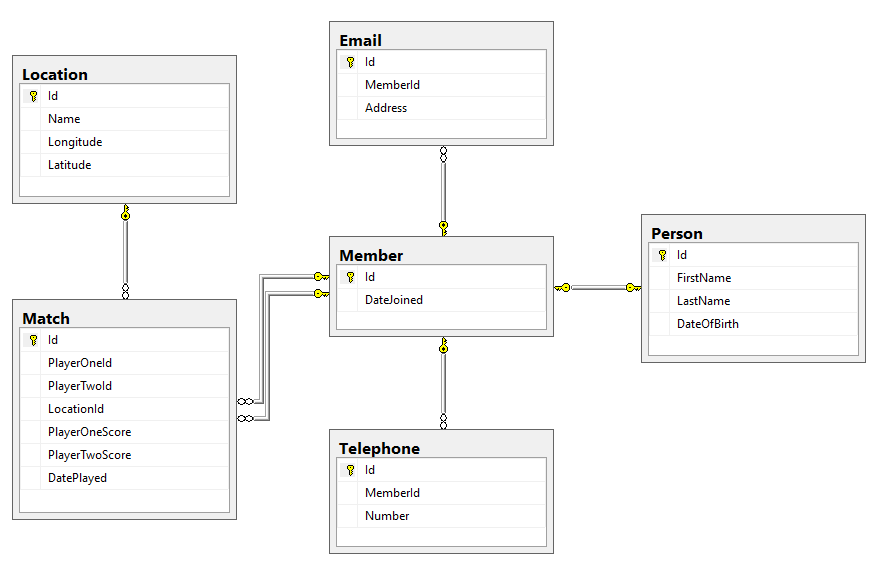 Location
Id
Name
Longitude
Latitude
Email
Id
MemberId
Address
Member
Id
DateJoined
Person
Id
FirstName
LastName
DateOfBirth
Match
Id
PlayerOneId
PlayerTwoId
LocationId
PlayerOneScore
PlayerTwoScore
DatePlayed
Telephone
Id
MemberId
Number